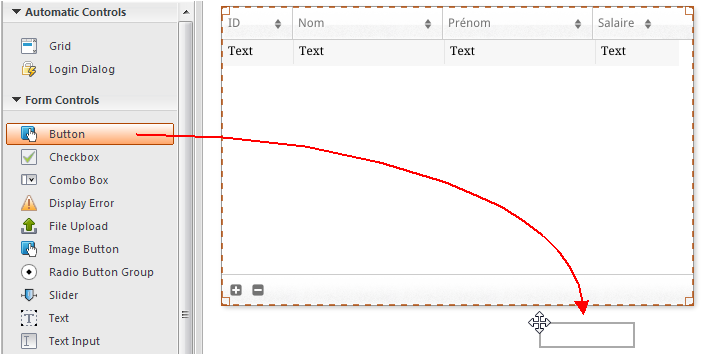 Automatic Controls
Grid
Login Dialog
Form Controls
Button
Checkbox
Combo Box
Display Error
File Upload
Image Button
Radio Button Group
Slider
Text
Text Input
ID Nom Prénom Salaire
Text Text Text Text